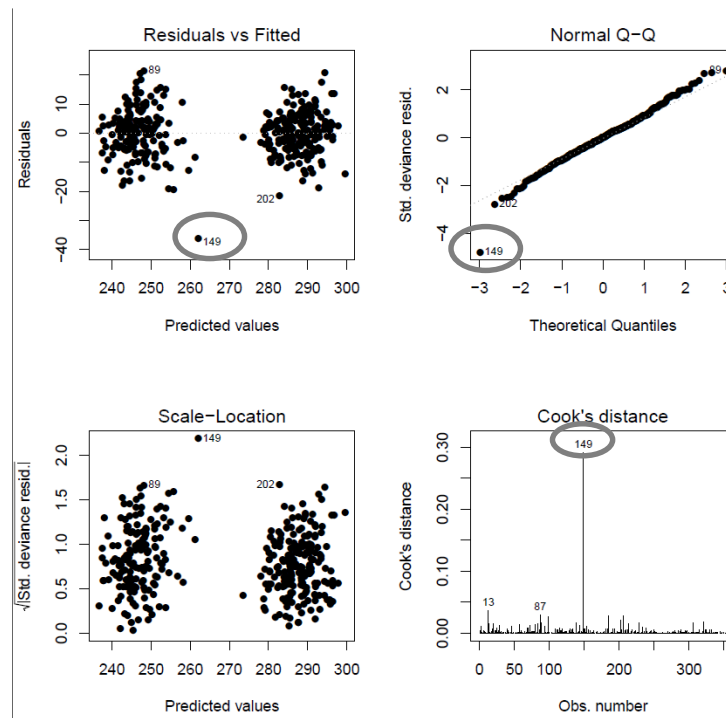 Residuals vs Fitted
Residuals
10
0
−20
−40
89
202
149
240 250 260 270 280 290 300
Predicted values
Normal Q−Q
Std. deviance resid.
2
0
−2
−4
89
202
149
−3 −2 −1 0 1 2 3
Theoretical Quantiles
Scale−Location
√|Std. deviance resid.|
2.0
1.5
1.0
0.5
0.0
149
89
202
240 250 260 270 280 290 300
Predicted values
Cook's distance
Cook's distance
0.30
0.20
0.10
0.00
149
13
87
0 50 100 200 300
Obs. number